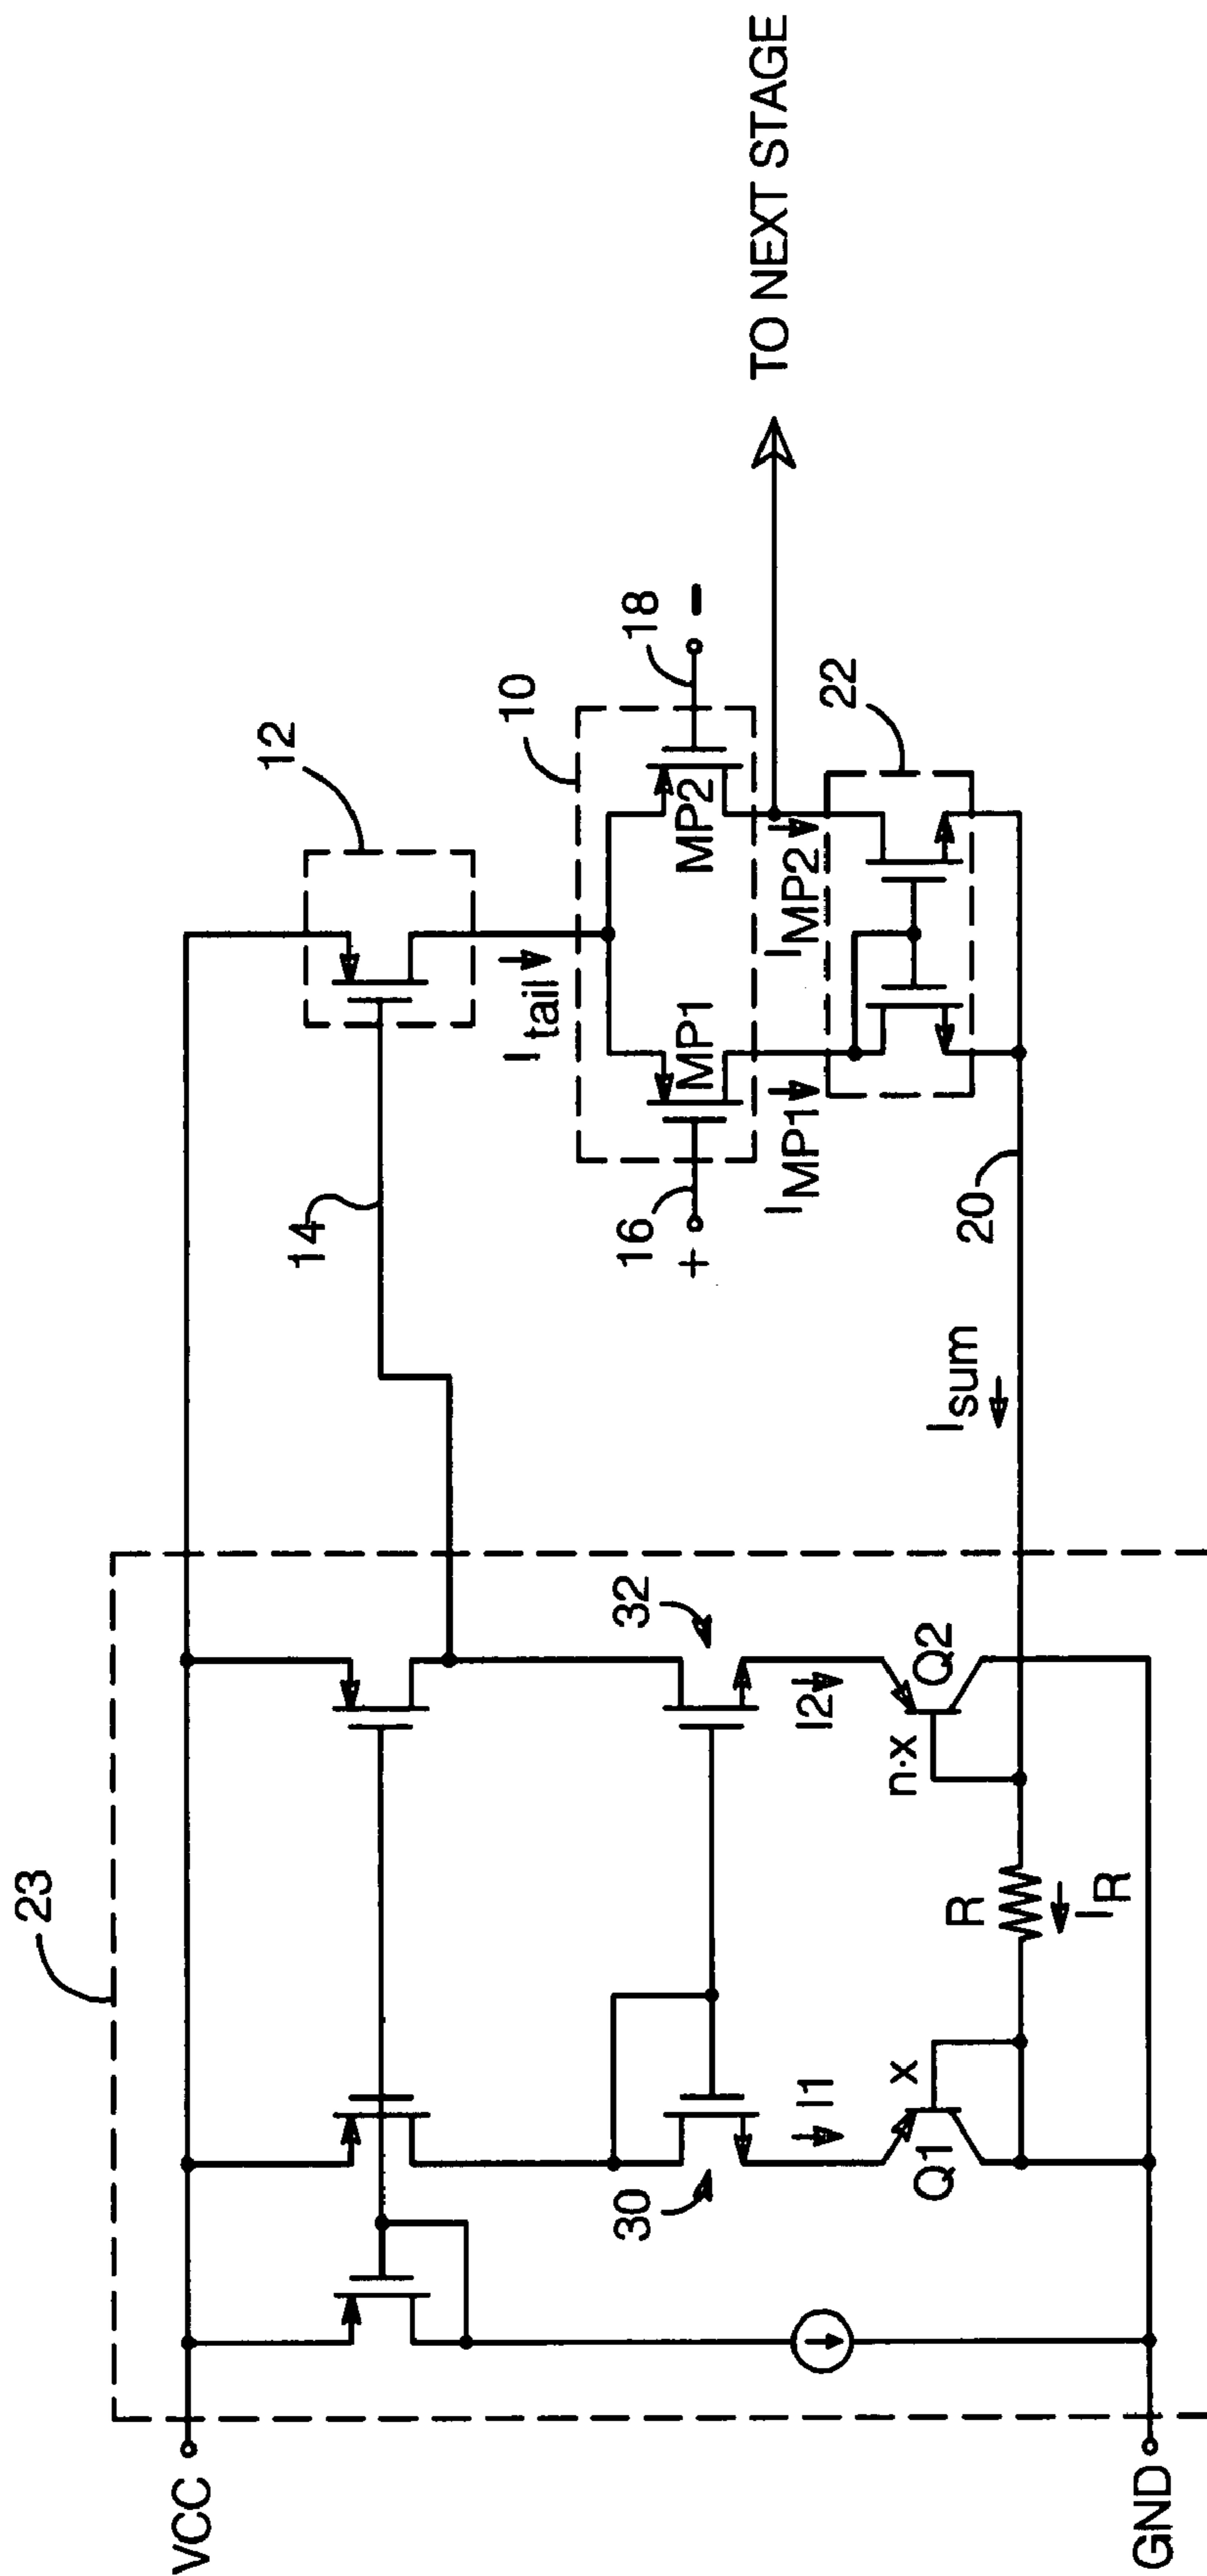 23
VCC
GND
30
32
I1
I2
Q1
Q2
x
n·x
R
I_R
I_sum
20
14
12
I_tail
10
16
+
18
-
MP1
MP2
I_MP1
I_MP2
22
TO NEXT STAGE